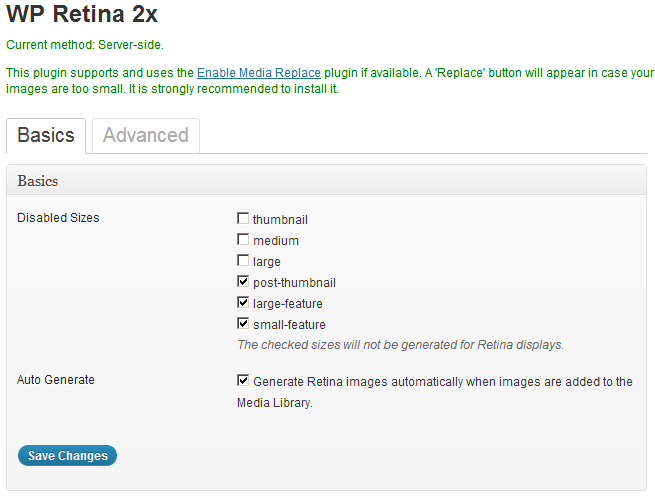 WP Retina 2x
Current method: Server-side.
This plugin supports and uses the Enable Media Replace plugin if available. A 'Replace' button will appear in case your
images are too small. It is strongly recommended to install it.
Basics
Advanced
Basics
Disabled Sizes
thumbnail
medium
large
post-thumbnail
large-feature
small-feature
The checked sizes will not be generated for Retina displays.
Auto Generate
Generate Retina images automatically when images are added to the
Media Library.
Save Changes